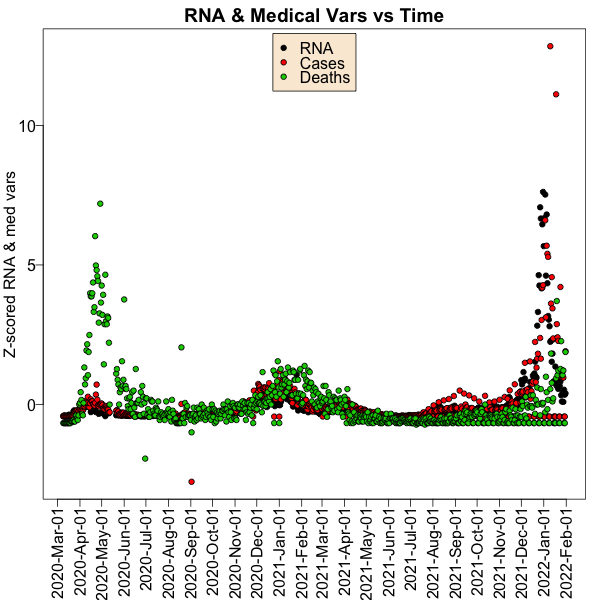 RNA & Medical Vars vs Time
RNA
Cases
Deaths
Z-scored RNA & med vars
10
5
0
2020-Mar-01
2020-Apr-01
2020-May-01
2020-Jun-01
2020-Jul-01
2020-Aug-01
2020-Sep-01
2020-Oct-01
2020-Nov-01
2020-Dec-01
2021-Jan-01
2021-Feb-01
2021-Mar-01
2021-Apr-01
2021-May-01
2021-Jun-01
2021-Jul-01
2021-Aug-01
2021-Sep-01
2021-Oct-01
2021-Nov-01
2021-Dec-01
2022-Jan-01
2022-Feb-01